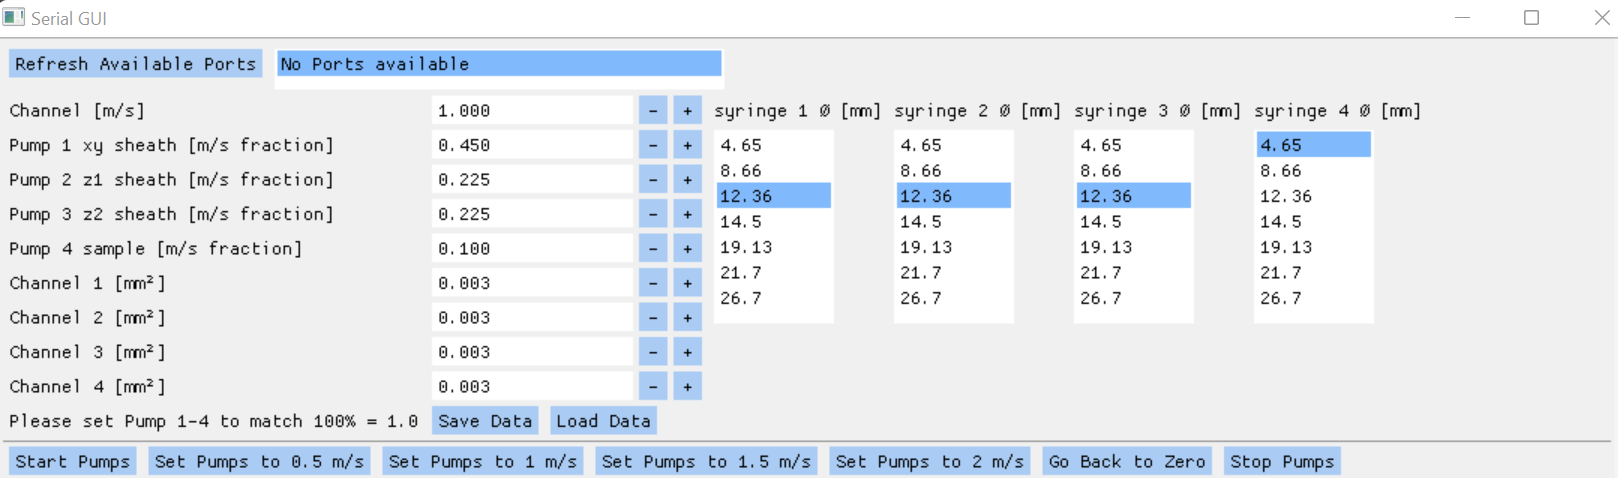 Serial GUI
Refresh Available Ports No Ports available
Channel [m/s] 1.000 - + syringe 1 Ø [mm] syringe 2 Ø [mm] syringe 3 Ø [mm] syringe 4 Ø [mm]
Pump 1 xy sheath [m/s fraction] 0.450 - + 4.65 4.65 4.65 4.65
8.66 8.66 8.66 8.66
Pump 2 z1 sheath [m/s fraction] 0.225 - + 12.36 12.36 12.36 12.36
Pump 3 z2 sheath [m/s fraction] 0.225 - + 14.5 14.5 14.5 14.5
Pump 4 sample [m/s fraction] 0.100 - + 19.13 19.13 19.13 19.13
Channel 1 [mm²] 0.003 - + 21.7 21.7 21.7 21.7
26.7 26.7 26.7 26.7
Channel 2 [mm²] 0.003 - +
Channel 3 [mm²] 0.003 - +
Channel 4 [mm²] 0.003 - +
Please set Pump 1-4 to match 100% = 1.0 Save Data Load Data
Start Pumps Set Pumps to 0.5 m/s Set Pumps to 1 m/s Set Pumps to 1.5 m/s Set Pumps to 2 m/s Go Back to Zero Stop Pumps